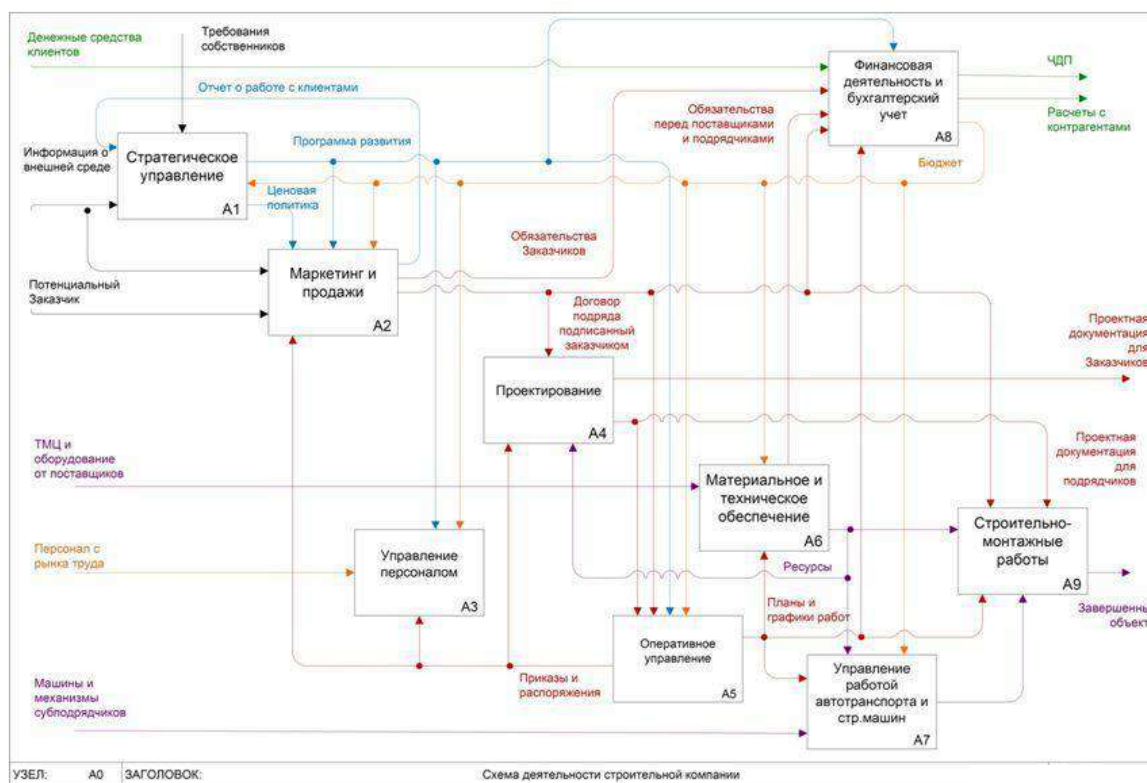 Денежные средства
клиентов
Требования
собственников
Отчет о работе с клиентами
Программа развития
Информация о
внешней среде
Стратегическое
управление
A1
Ценовая
политика
Потенциальный
Заказчик
Маркетинг и
продажи
A2
Обязательства
перед поставщиками
и подрядчиками
Обязательства
Заказчиков
Финансовая
деятельность и
бухгалтерский
учет
A8
ЧДП
Расчеты с
контрагентами
Бюджет
Договор
подряда
подписанный
заказчиком
Проектирование
A4
Проектная
документация
для
Заказчиков
ТМЦ и
оборудование
от поставщиков
Материальное и
техническое
обеспечение
A6
Проектная
документация
для
подрядчиков
Строительно-
монтажные
работы
A9
Персонал с
рынка труда
Управление
персоналом
A3
Ресурсы
Планы и
графики работ
Завершенны
объект
Оперативное
управление
A5
Приказы и
распоряжения
Управление
работой
автотранспорта и
стр.машин
A7
Машины и
механизмы
субподрядчиков
УЗЕЛ: A0 ЗАГОЛОВОК: Схема деятельности строительной компании